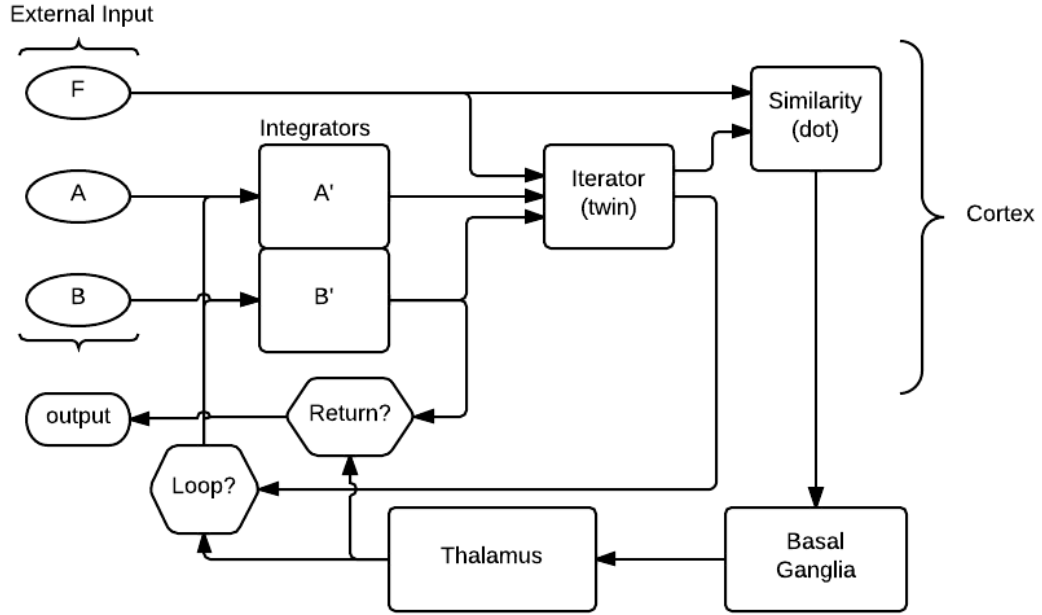 External Input
F
Similarity
(dot)
Integrators
A
A'
Iterator
(twin)
Cortex
B
B'
output
Return?
Loop?
Thalamus
Basal
Ganglia